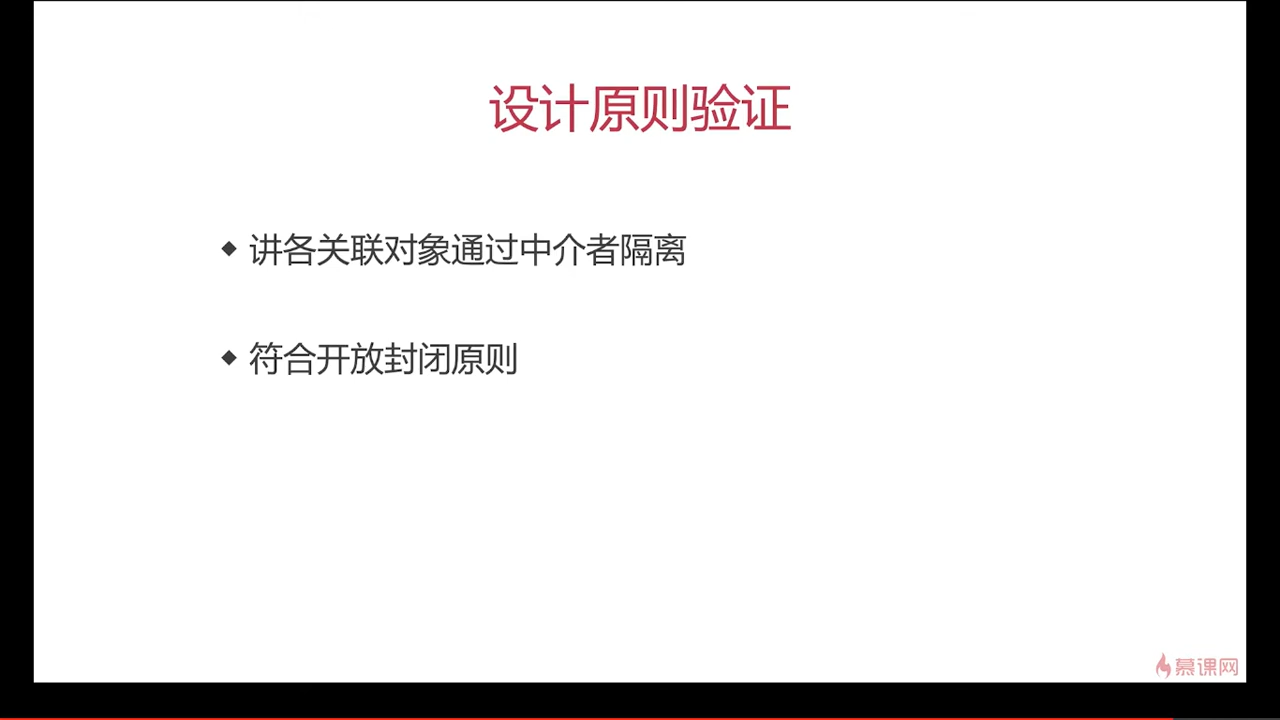 设计原则验证
◆ 讲各关联对象通过中介者隔离
◆ 符合开放封闭原则
慕课网